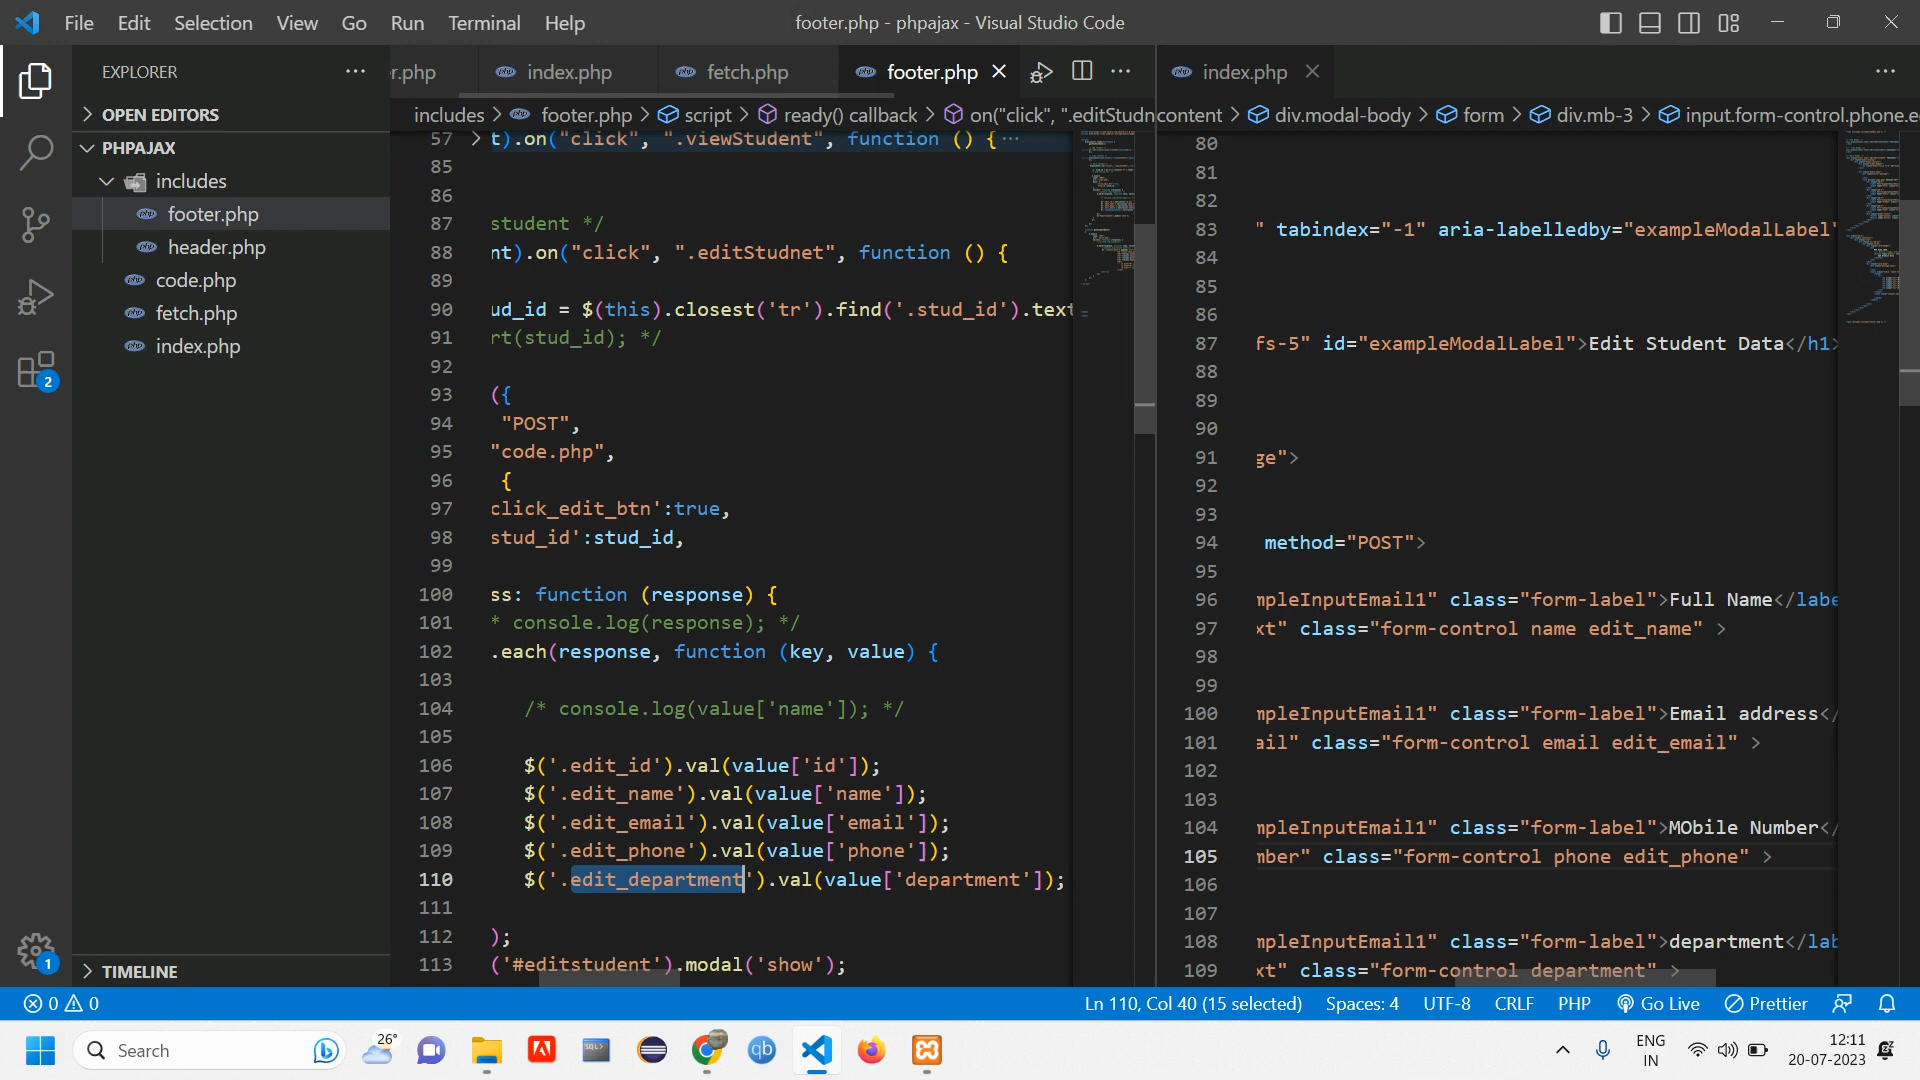 File Edit Selection View Go Run Terminal Help
footer.php - phpajax - Visual Studio Code
EXPLORER
OPEN EDITORS
PHPAJAX
includes
footer.php
header.php
code.php
fetch.php
index.php
TIMELINE
2
1
r.php index.php fetch.php footer.php
includes > footer.php > script > ready() callback > on("click", ".editStudn
57 t).on("click", ".viewStudent", function () {···
85
86
87 student */
88 nt).on("click", ".editStudnet", function () {
89
90 ud_id = $(this).closest('tr').find('.stud_id').text
91 rt(stud_id); */
92
93 ({
94 "POST",
95 "code.php",
96 {
97 click_edit_btn':true,
98 stud_id':stud_id,
99
100 ss: function (response) {
101 * console.log(response); */
102 .each(response, function (key, value) {
103
104 /* console.log(value['name']); */
105
106 $('.edit_id').val(value['id']);
107 $('.edit_name').val(value['name']);
108 $('.edit_email').val(value['email']);
109 $('.edit_phone').val(value['phone']);
110 $('.edit_department').val(value['department']);
111
112 );
113 ('#editstudent').modal('show');
index.php
content > div.modal-body > form > div.mb-3 > input.form-control.phone.e
80
81
82
83 " tabindex="-1" aria-labelledby="exampleModalLabel"
84
85
86
87 fs-5" id="exampleModalLabel">Edit Student Data</h1>
88
89
90
91 ge">
92
93
94 method="POST">
95
96 mpleInputEmail1" class="form-label">Full Name</labe
97 xt" class="form-control name edit_name" >
98
99
100 mpleInputEmail1" class="form-label">Email address</
101 ail" class="form-control email edit_email" >
102
103
104 mpleInputEmail1" class="form-label">MObile Number</
105 mber" class="form-control phone edit_phone" >
106
107
108 mpleInputEmail1" class="form-label">department</lab
109 xt" class="form-control department" >
0 0
Ln 110, Col 40 (15 selected) Spaces: 4 UTF-8 CRLF PHP Go Live Prettier
Search
26°
SQL>
qb
ENG
IN
12:11
20-07-2023